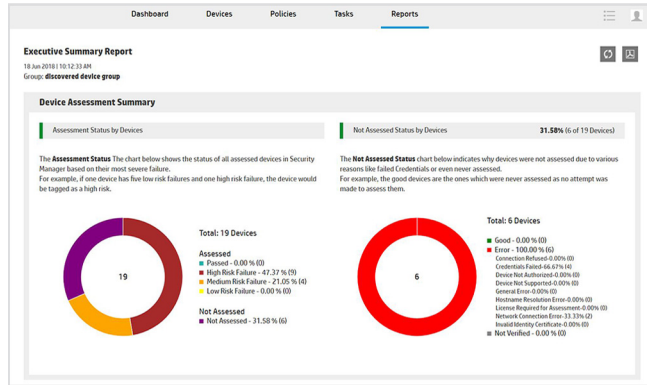 Dashboard Devices Policies Tasks Reports
Executive Summary Report
18 Jun 2018 | 10:12:33 AM
Group: discovered device group
Device Assessment Summary
Assessment Status by Devices
The Assessment Status The chart below shows the status of all assessed devices in Security
Manager based on their most severe failure.
For example, if one device has five low risk failures and one high risk failure, the device would
be tagged as a high risk.
19
Total: 19 Devices
Assessed
Passed - 0.00 % (0)
High Risk Failure - 47.37 % (9)
Medium Risk Failure - 21.05 % (4)
Low Risk Failure - 0.00 % (0)
Not Assessed
Not Assessed - 31.58 % (6)
Not Assessed Status by Devices 31.58% (6 of 19 Devices)
The Not Assessed Status chart below indicates why devices were not assessed due to various
reasons like failed Credentials or even never assessed.
For example, the good devices are the ones which were never assessed as no attempt was
made to assess them.
6
Total: 6 Devices
Good - 0.00 % (0)
Error - 100.00 % (6)
Connection Refused-0.00% (0)
Credentials Failed-66.67% (4)
Device Not Authorized-0.00% (0)
Device Not Supported-0.00% (0)
General Error-0.00% (0)
Hostname Resolution Error-0.00% (0)
License Required for Assessment-0.00% (0)
Network Connection Error-33.33% (2)
Invalid Identity Certificate-0.00% (0)
Not Verified - 0.00 % (0)